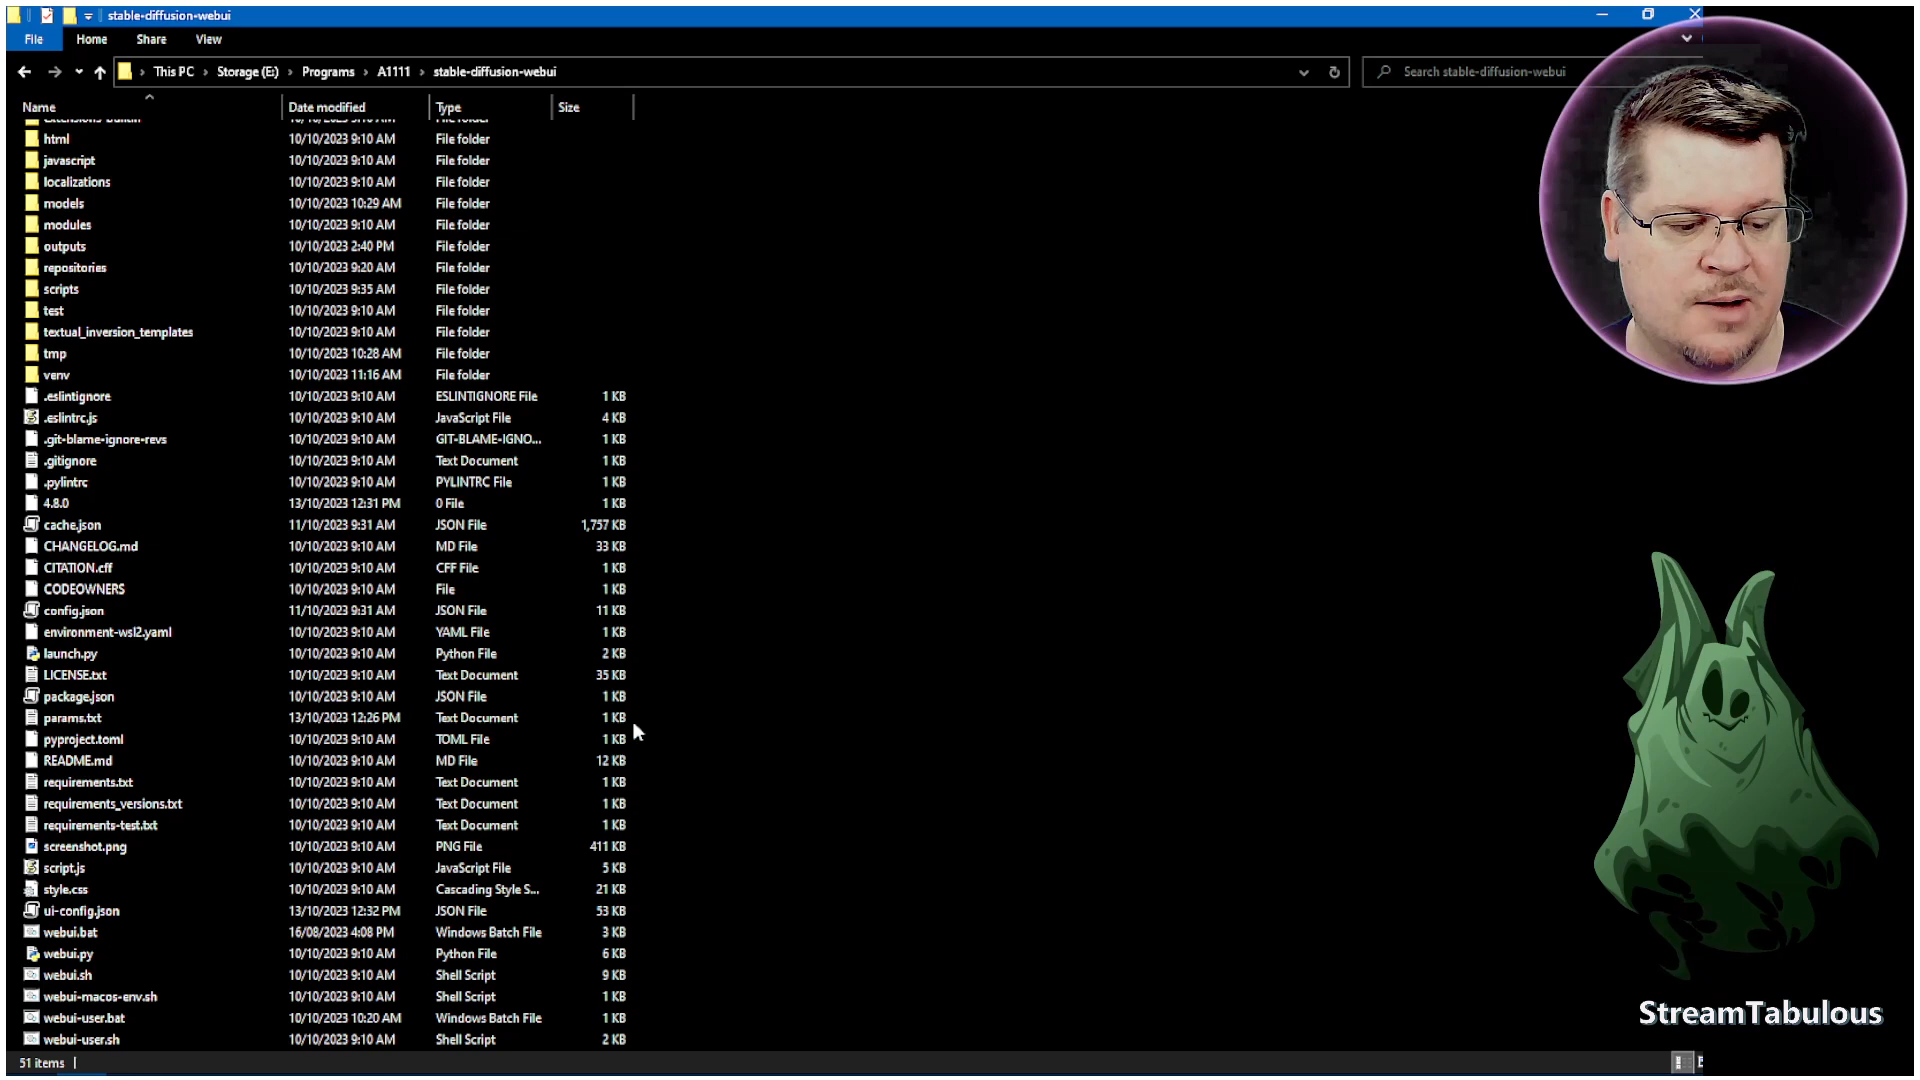 stable-diffusion-webui
File Home Share View
This PC Storage (E:) Programs A1111 stable-diffusion-webui Search stable-diffusion-webui
Name Date modified Type Size
extensions-builtin 10/10/2023 9:10 AM File folder
html 10/10/2023 9:10 AM File folder
javascript 10/10/2023 9:10 AM File folder
localizations 10/10/2023 9:10 AM File folder
models 10/10/2023 10:29 AM File folder
modules 10/10/2023 9:10 AM File folder
outputs 10/10/2023 2:40 PM File folder
repositories 10/10/2023 9:20 AM File folder
scripts 10/10/2023 9:35 AM File folder
test 10/10/2023 9:10 AM File folder
textual_inversion_templates 10/10/2023 9:10 AM File folder
tmp 10/10/2023 10:28 AM File folder
venv 10/10/2023 11:16 AM File folder
.eslintignore 10/10/2023 9:10 AM ESLINTIGNORE File 1 KB
.eslintrc.js 10/10/2023 9:10 AM JavaScript File 4 KB
.git-blame-ignore-revs 10/10/2023 9:10 AM GIT-BLAME-IGNO... 1 KB
.gitignore 10/10/2023 9:10 AM Text Document 1 KB
.pylintrc 10/10/2023 9:10 AM PYLINTRC File 1 KB
4.8.0 13/10/2023 12:31 PM 0 File 1 KB
cache.json 11/10/2023 9:31 AM JSON File 1,757 KB
CHANGELOG.md 10/10/2023 9:10 AM MD File 33 KB
CITATION.cff 10/10/2023 9:10 AM CFF File 1 KB
CODEOWNERS 10/10/2023 9:10 AM File 1 KB
config.json 11/10/2023 9:31 AM JSON File 11 KB
environment-wsl2.yaml 10/10/2023 9:10 AM YAML File 1 KB
launch.py 10/10/2023 9:10 AM Python File 2 KB
LICENSE.txt 10/10/2023 9:10 AM Text Document 35 KB
package.json 10/10/2023 9:10 AM JSON File 1 KB
params.txt 13/10/2023 12:26 PM Text Document 1 KB
pyproject.toml 10/10/2023 9:10 AM TOML File 1 KB
README.md 10/10/2023 9:10 AM MD File 12 KB
requirements.txt 10/10/2023 9:10 AM Text Document 1 KB
requirements_versions.txt 10/10/2023 9:10 AM Text Document 1 KB
requirements-test.txt 10/10/2023 9:10 AM Text Document 1 KB
screenshot.png 10/10/2023 9:10 AM PNG File 411 KB
script.js 10/10/2023 9:10 AM JavaScript File 5 KB
style.css 10/10/2023 9:10 AM Cascading Style S... 21 KB
ui-config.json 13/10/2023 12:32 PM JSON File 53 KB
webui.bat 16/08/2023 4:08 PM Windows Batch File 3 KB
webui.py 10/10/2023 9:10 AM Python File 6 KB
webui.sh 10/10/2023 9:10 AM Shell Script 9 KB
webui-macos-env.sh 10/10/2023 9:10 AM Shell Script 1 KB
webui-user.bat 10/10/2023 10:20 AM Windows Batch File 1 KB
webui-user.sh 10/10/2023 9:10 AM Shell Script 2 KB
StreamTabulous
51 items